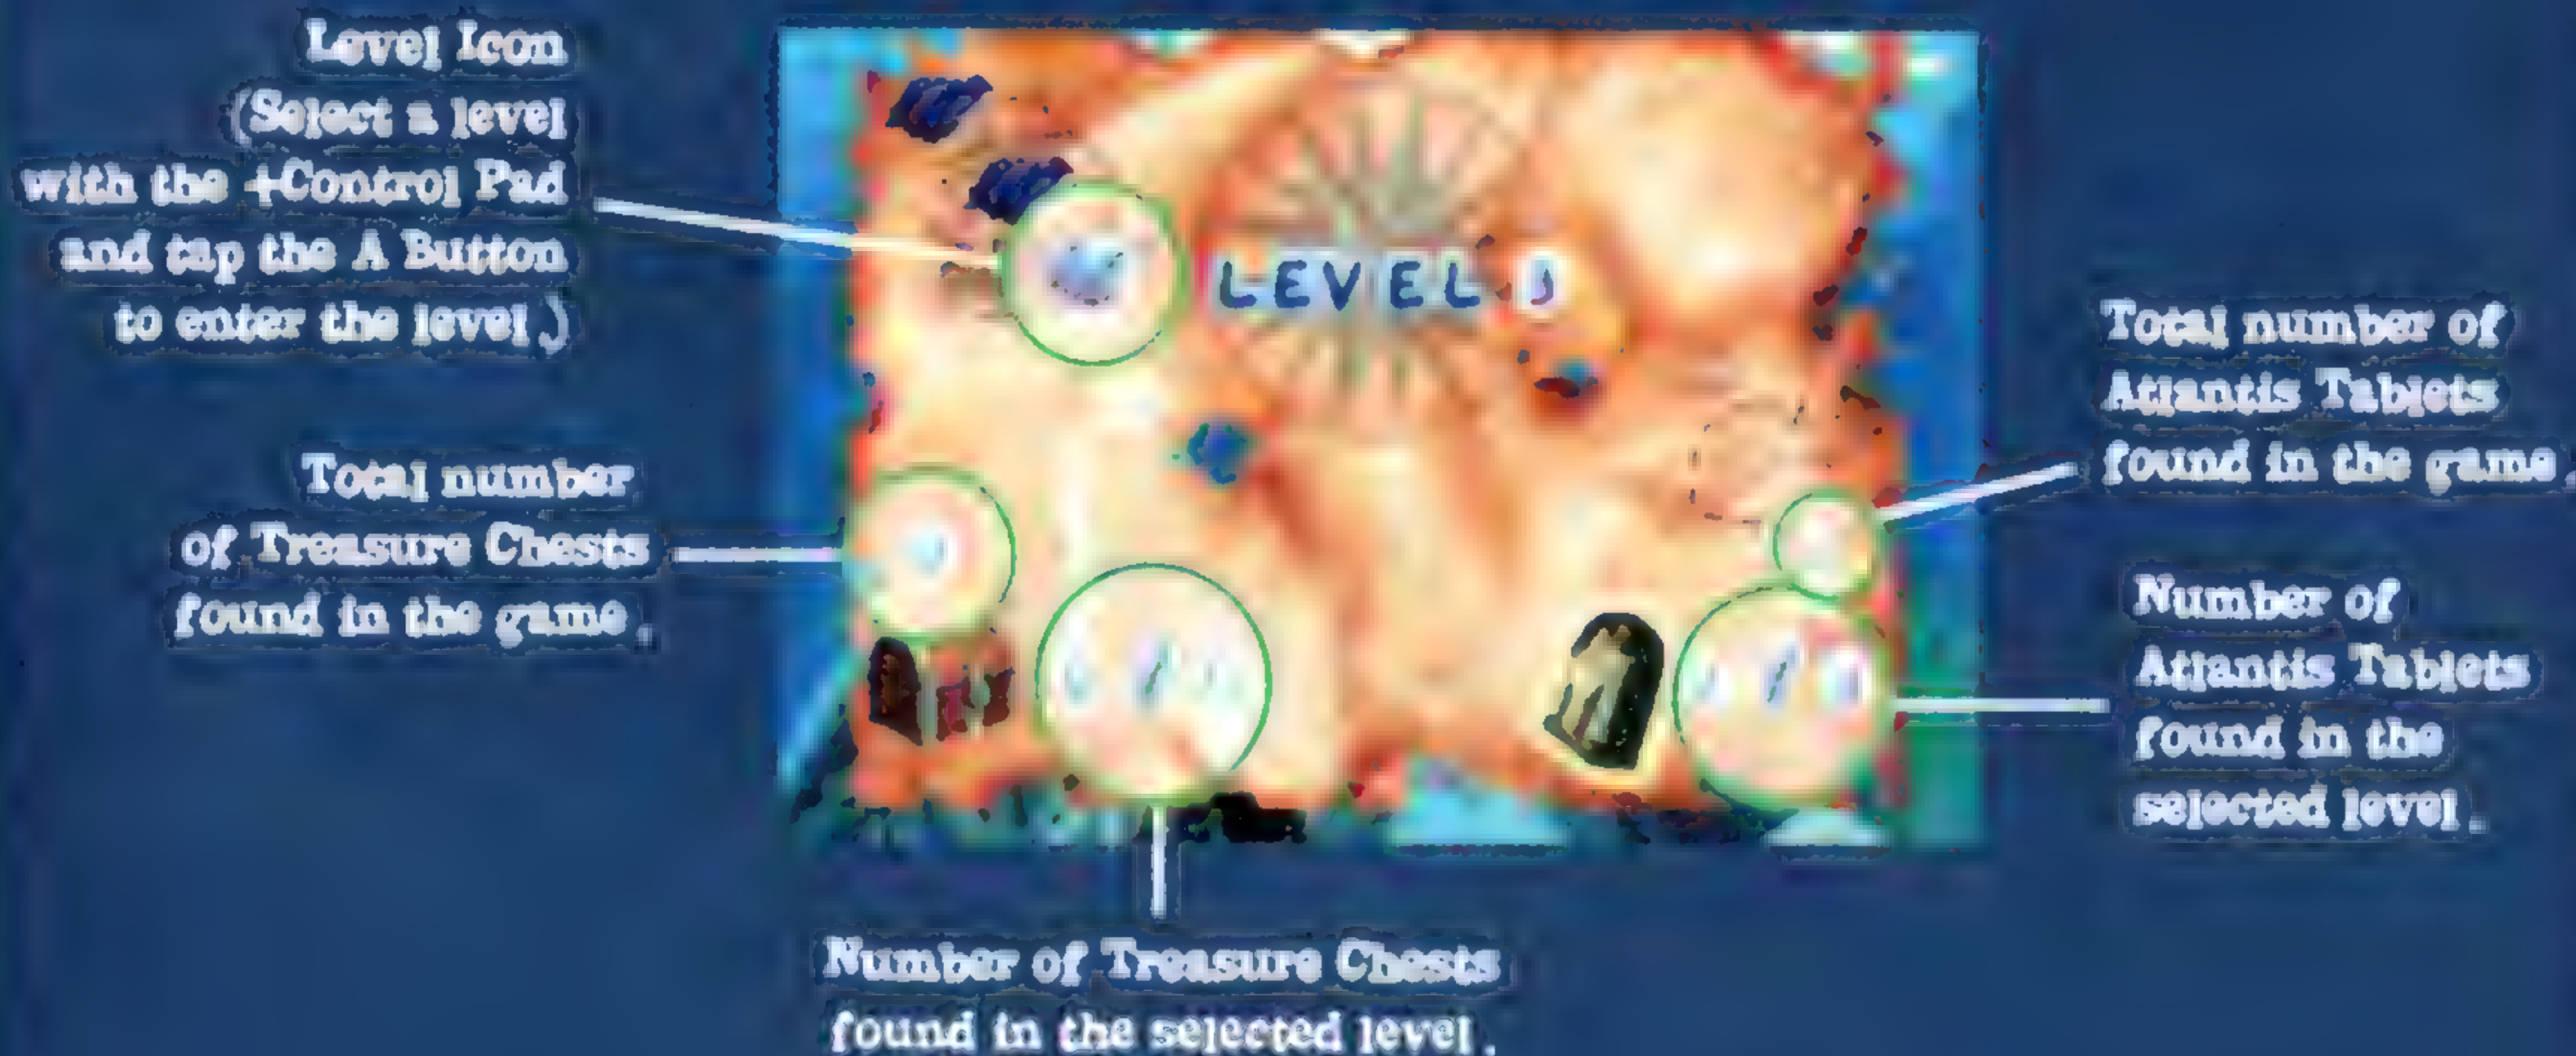 Level Icon
(Select a level
with the +Control Pad
and tap the A Button
to enter the level.)
LEVEL
Total number of
Atlantis Tablets
found in the game.
Total number
of Treasure Chests
found in the game.
Number of
Atlantis Tablets
found in the
selected level.
Number of Treasure Chests
found in the selected level.